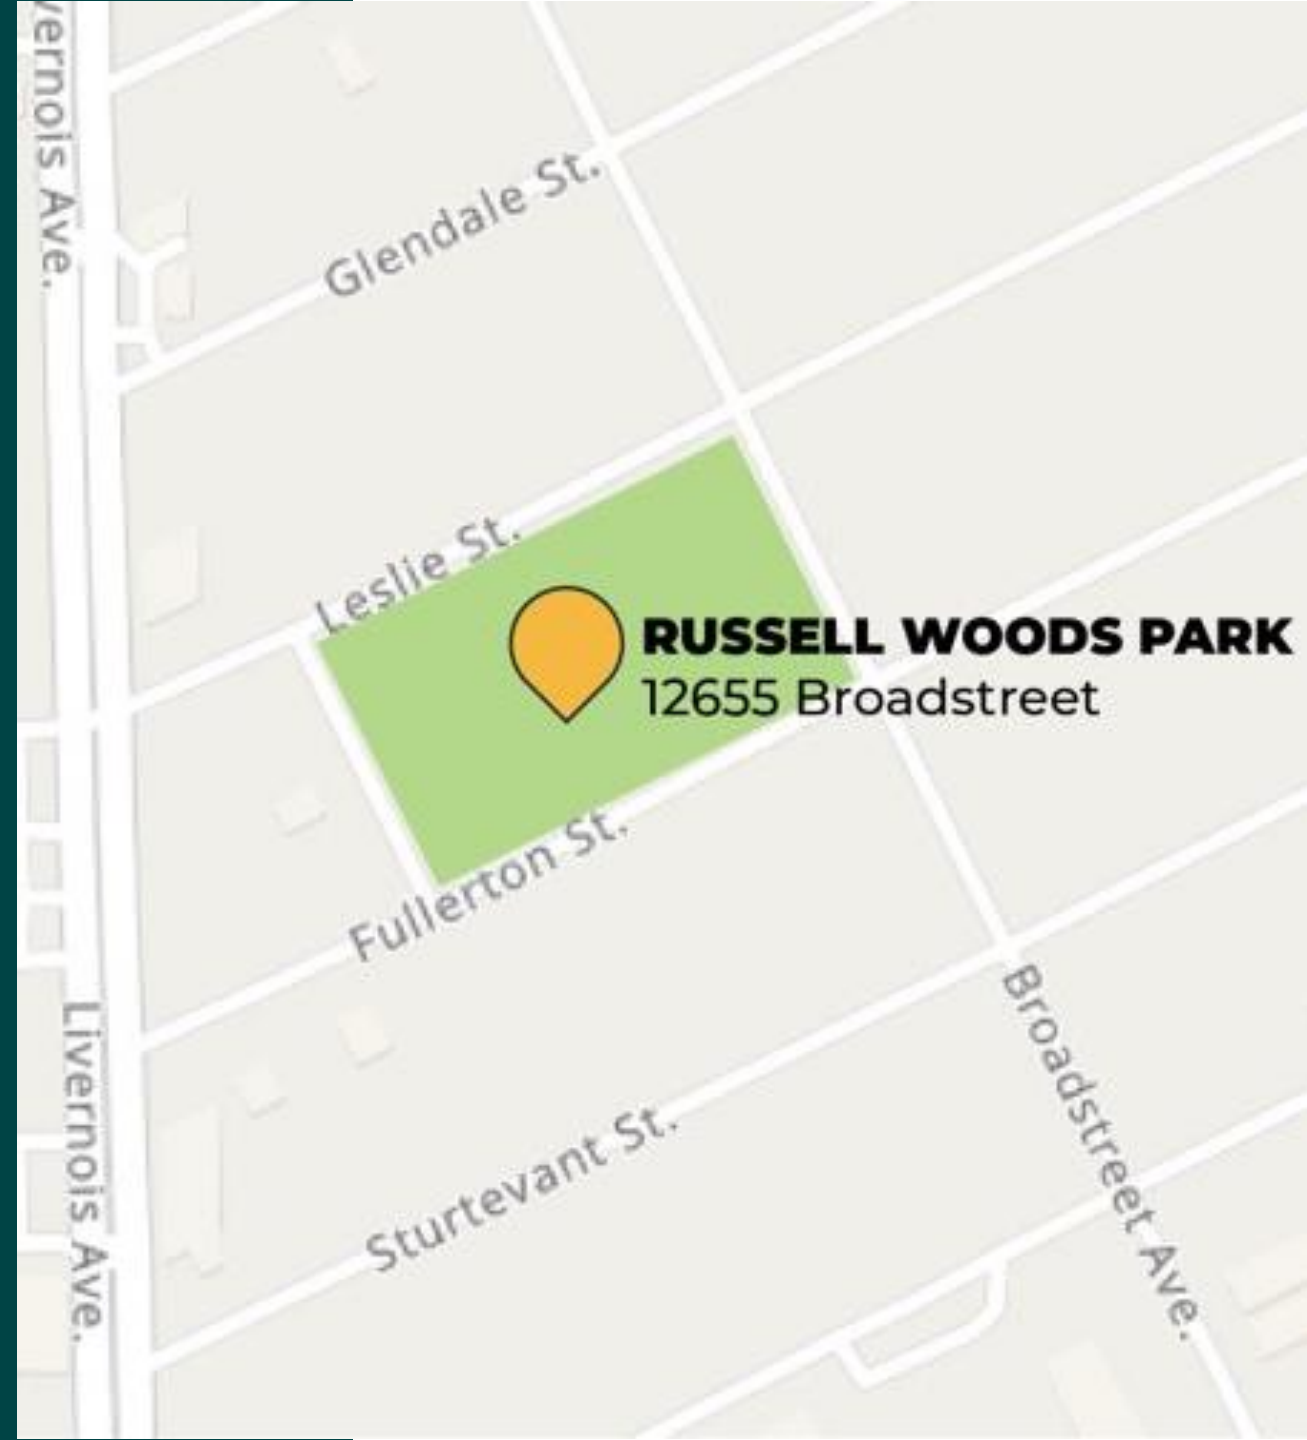 vernois Ave.
Glendale St.
Leslie St.
RUSSELL WOODS PARK
12655 Broadstreet
Fullerton St.
Broadstreet Ave.
Livernois Ave.
Sturtevant St.